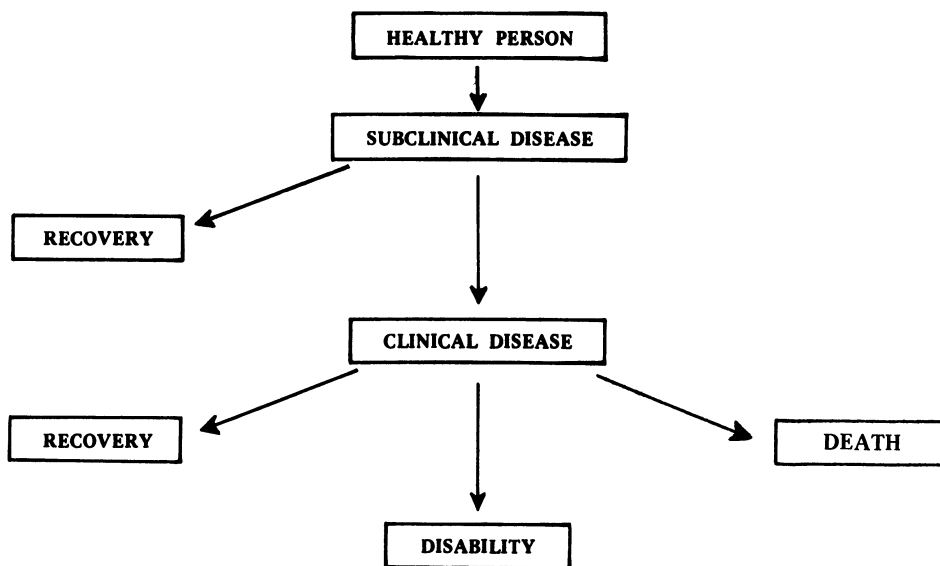 HEALTHY PERSON
SUBCLINICAL DISEASE
RECOVERY
CLINICAL DISEASE
RECOVERY
DEATH
DISABILITY